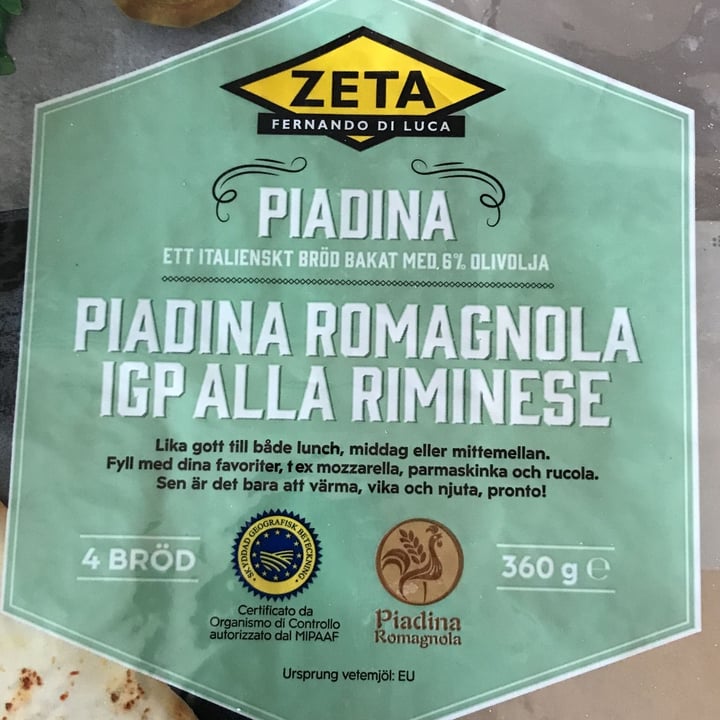 ZETA
FERNANDO DI LUCA
PIADINA
ETT ITALIENSKT BRÖD BAKAT MED 6% OLIVOLJA
PIADINA ROMAGNOLA
IGP ALLA RIMINESE
Lika gott till både lunch, middag eller mittemellan.
Fyll med dina favoriter, t ex mozzarella, parmaskinka och rucola.
Sen är det bara att värma, vika och njuta, pronto!
4 BRÖD
SKYDDAD GEOGRAFISK BETECKNING
Certificato da
Organismo di Controllo
autorizzato dal MIPAAF
Piadina
Romagnola
360 g ℮
Ursprung vetemjöl: EU